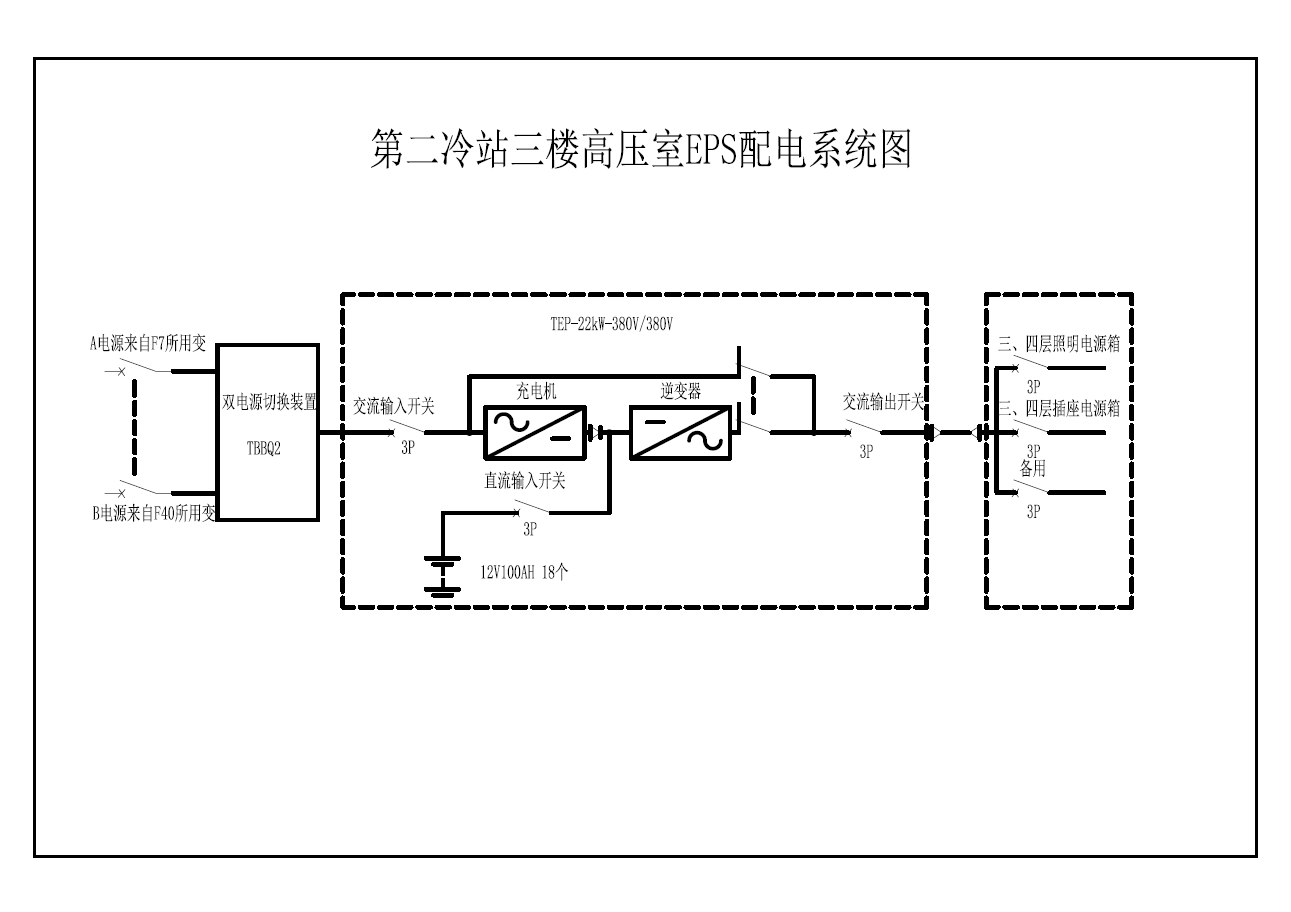 第二冷站三楼高压室EPS配电系统图
TEP-22kW-380V/380V
A电源来自F7所用变
双电源切换装置
TBBQ2
B电源来自F40所用变
交流输入开关
3P
充电机
逆变器
直流输入开关
3P
12V100AH 18个
交流输出开关
3P
三、四层照明电源箱
3P
三、四层插座电源箱
3P
备用
3P